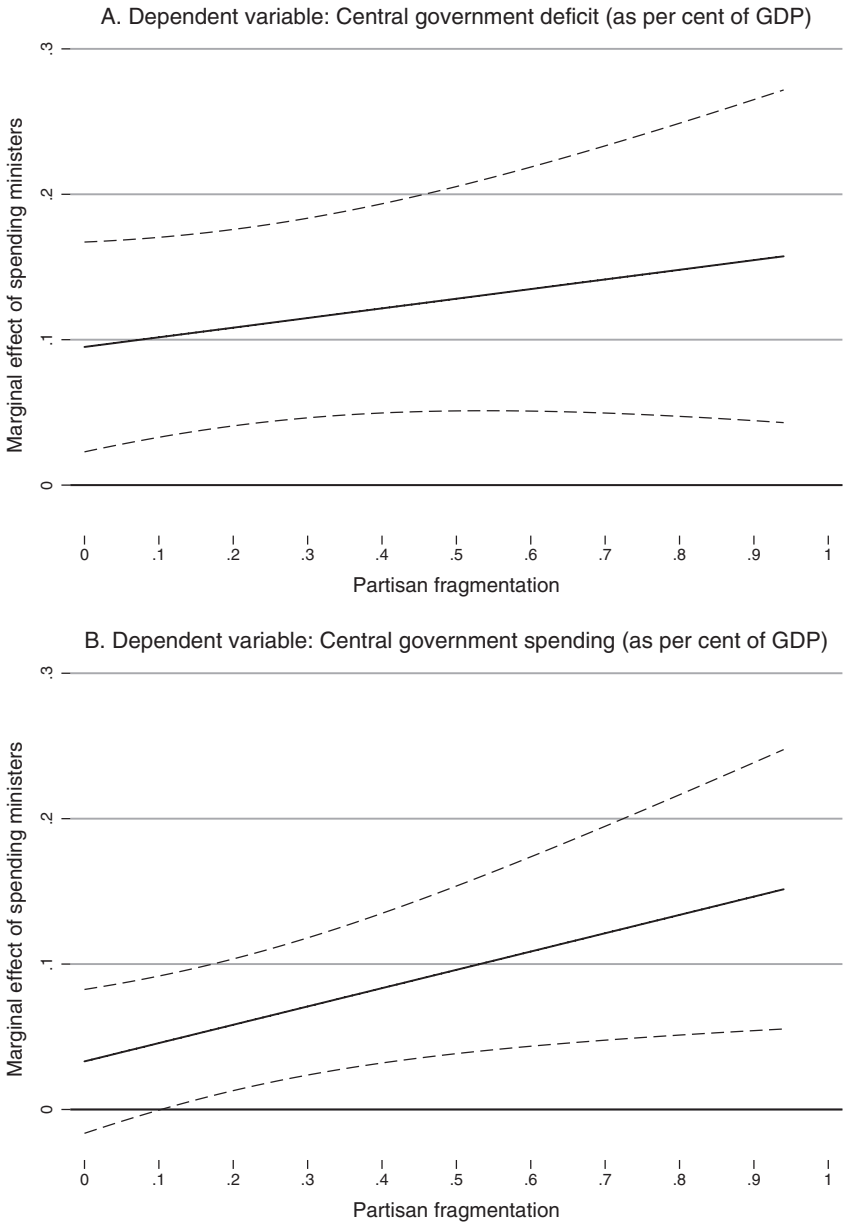 A. Dependent variable: Central government deficit (as per cent of GDP)
.3
.2
.1
0
Marginal effect of spending ministers
0 .1 .2 .3 .4 .5 .6 .7 .8 .9 1
Partisan fragmentation
B. Dependent variable: Central government spending (as per cent of GDP)
.3
.2
.1
0
Marginal effect of spending ministers
0 .1 .2 .3 .4 .5 .6 .7 .8 .9 1
Partisan fragmentation